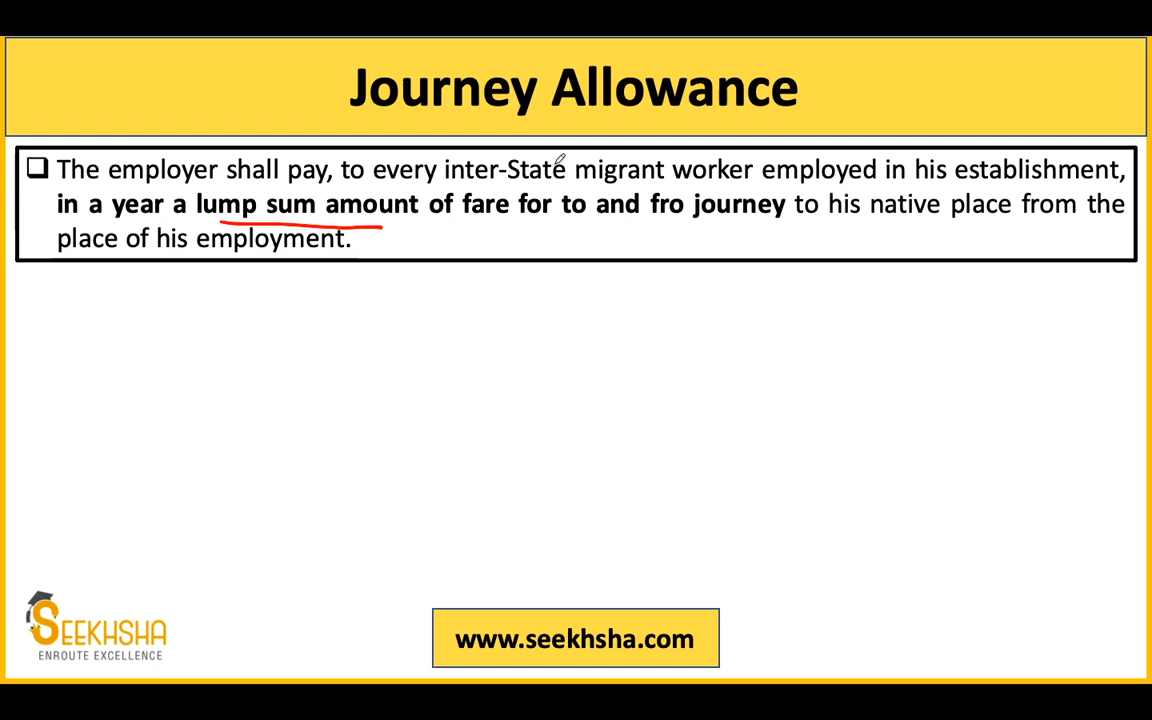 Journey Allowance
The employer shall pay, to every inter-State migrant worker employed in his establishment,
in a year a lump sum amount of fare for to and fro journey to his native place from the
place of his employment.
SEEKHSHA
ENROUTE EXCELLENCE
www.seekhsha.com